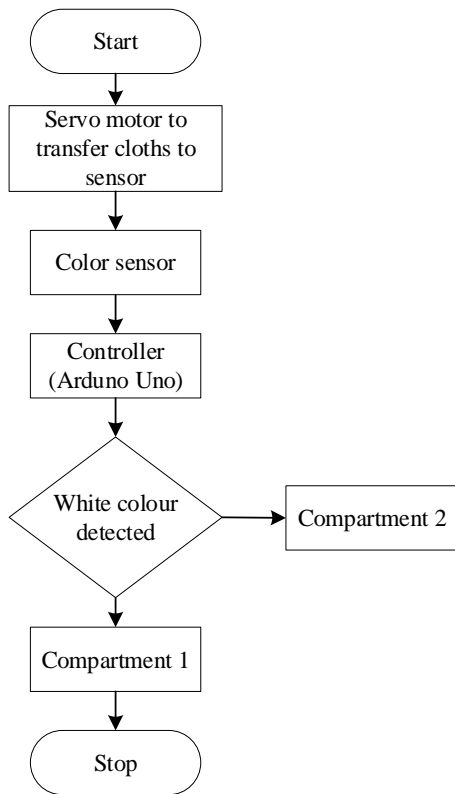 Start
Servo motor to
transfer cloths to
sensor
Color sensor
Controller
(Arduno Uno)
White colour
detected
Compartment 2
Compartment 1
Stop